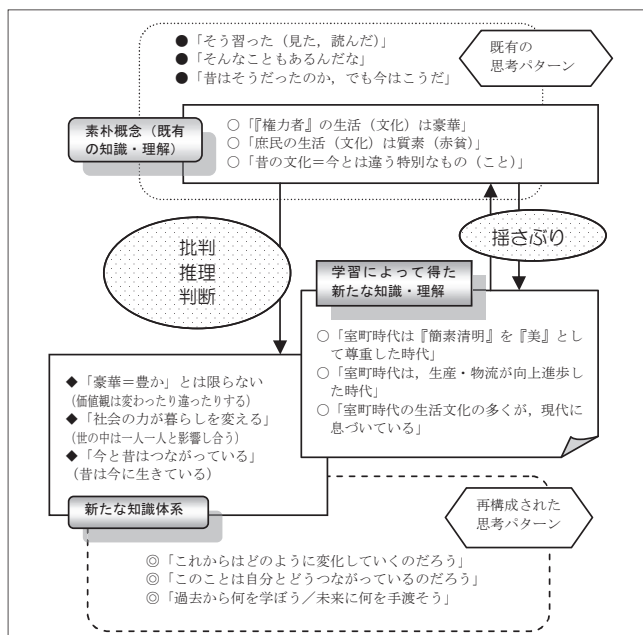 ●「そう習った（見た，読んだ）」
●「そんなこともあるんだな」
●「昔はそうだったのか，でも今はこうだ」
既有の
思考パターン
素朴概念（既有
の知識・理解）
○「『権力者』の生活（文化）は豪華」
○「庶民の生活（文化）は質素（赤貧）」
○「昔の文化＝今とは違う特別なもの（こと）」
批判
推理
判断
揺さぶり
学習によって得た
新たな知識・理解
○「室町時代は『簡素清明』を『美』とし
て尊重した時代」
○「室町時代は，生産・物流が向上進歩し
た時代」
○「室町時代の生活文化の多くが，現代に
息づいている」
◆「豪華＝豊か」とは限らない
（価値観は変わったり違ったりする）
◆「社会の力が暮らしを変える」
（世の中は一人一人と影響し合う）
◆「今と昔はつながっている」
（昔は今に生きている）
新たな知識体系
再構成された
思考パターン
◎「これからはどのように変化していくのだろう」
◎「このことは自分とどうつながっているのだろう」
◎「過去から何を学ぼう／未来に何を手渡そう」